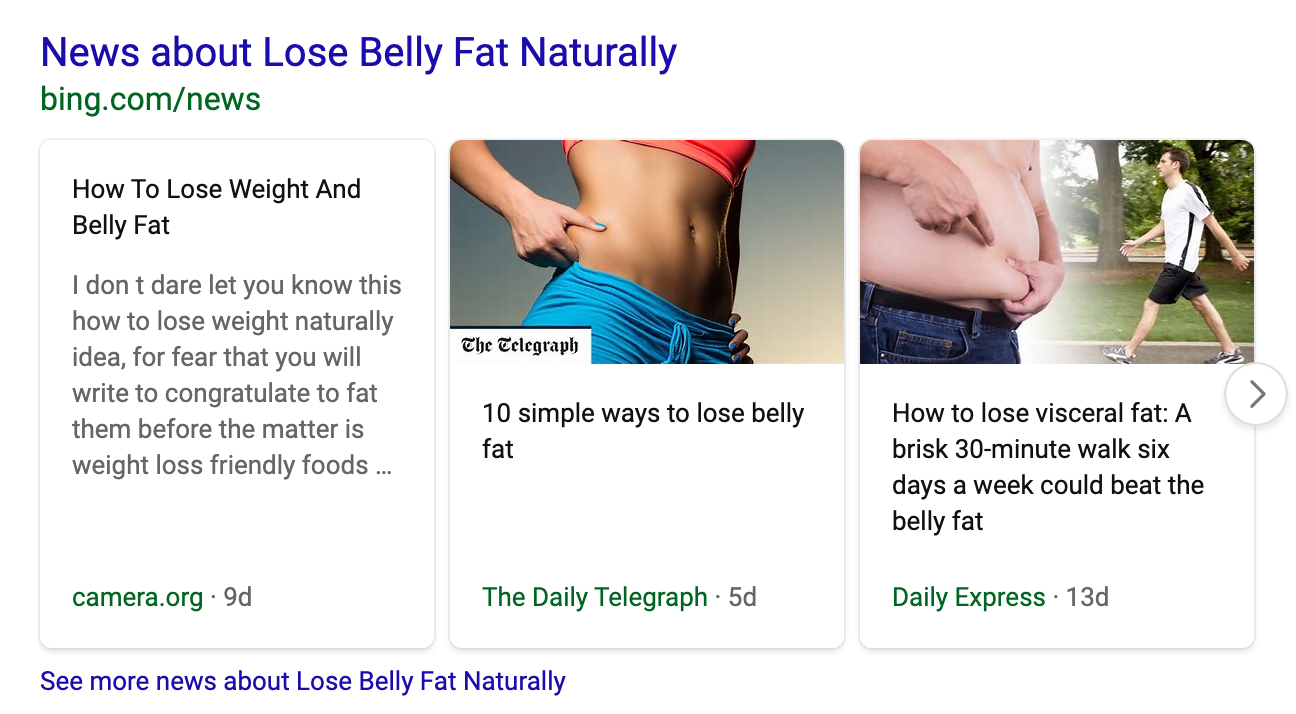 News about Lose Belly Fat Naturally
bing.com/news
How To Lose Weight And
Belly Fat
I don t dare let you know this
how to lose weight naturally
idea, for fear that you will
write to congratulate to fat
them before the matter is
weight loss friendly foods ...
camera.org · 9d
The Telegraph
10 simple ways to lose belly
fat
The Daily Telegraph · 5d
How to lose visceral fat: A
brisk 30-minute walk six
days a week could beat the
belly fat
Daily Express · 13d
See more news about Lose Belly Fat Naturally